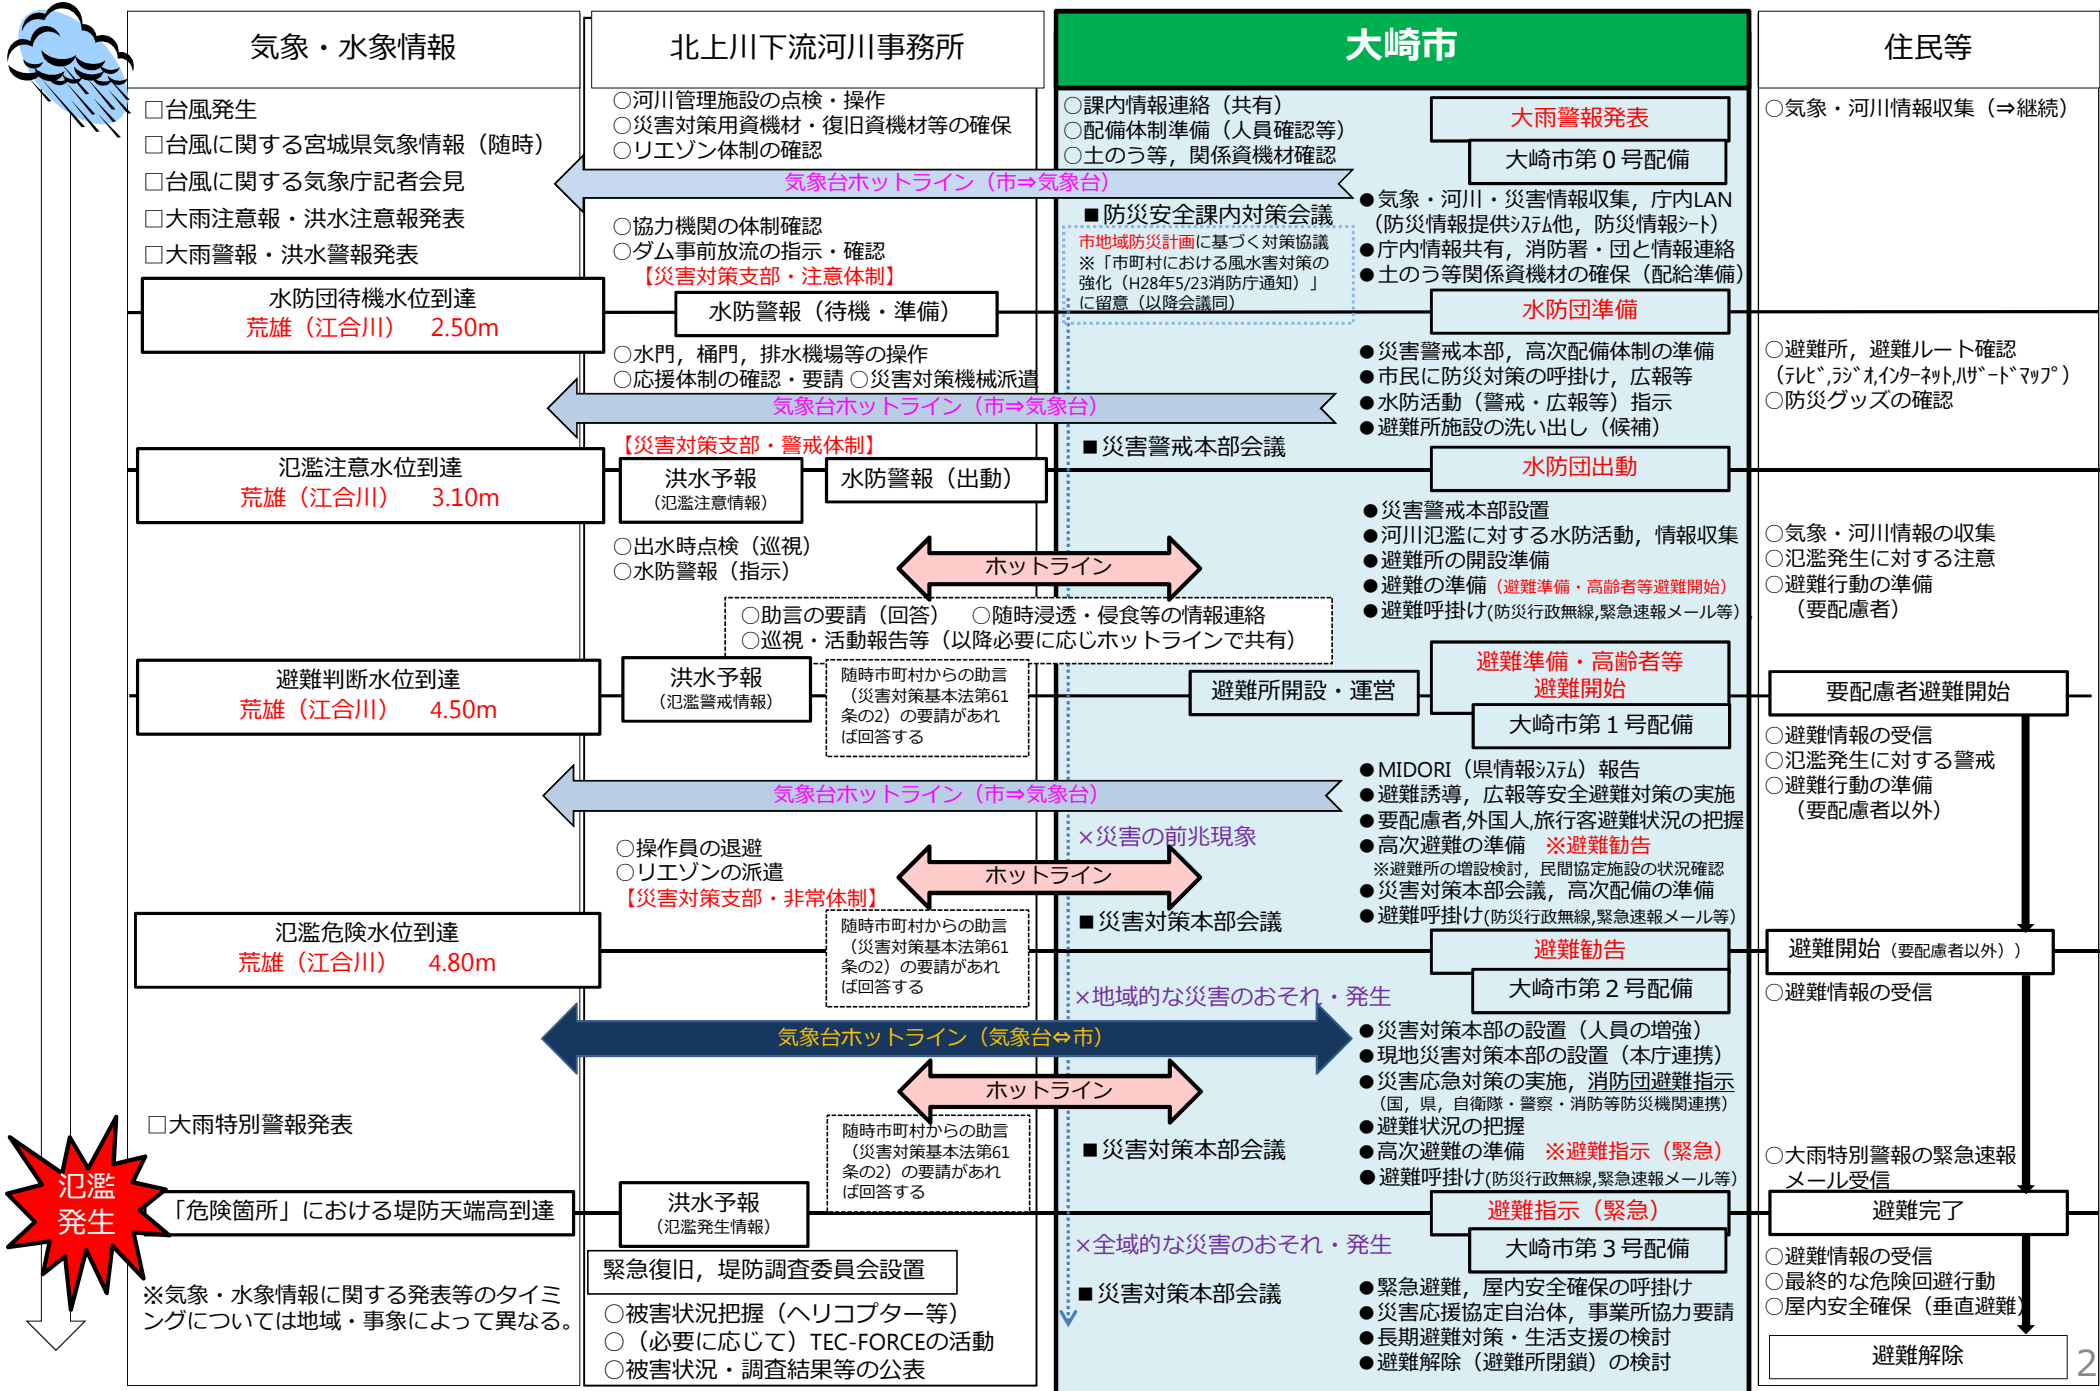 気象・水象情報
□台風発生
□台風に関する宮城県気象情報（随時）
□台風に関する気象庁記者会見
□大雨注意報・洪水注意報発表
□大雨警報・洪水警報発表
水防団待機水位到達
荒雄（江合川）　2.50m
氾濫注意水位到達
荒雄（江合川）　3.10m
避難判断水位到達
荒雄（江合川）　4.50m
氾濫危険水位到達
荒雄（江合川）　4.80m
□大雨特別警報発表
氾濫
発生
「危険箇所」における堤防天端高到達
※気象・水象情報に関する発表等のタイミ
ングについては地域・事象によって異なる。
北上川下流河川事務所
○河川管理施設の点検・操作
○災害対策用資機材・復旧資機材等の確保
○リエゾン体制の確認
気象台ホットライン（市⇒気象台）
○協力機関の体制確認
○ダム事前放流の指示・確認
【災害対策支部・注意体制】
水防警報（待機・準備）
○水門，樋門，排水機場等の操作
○応援体制の確認・要請 ○災害対策機械派遣
気象台ホットライン（市⇒気象台）
【災害対策支部・警戒体制】
洪水予報
（氾濫注意情報）
水防警報（出動）
○出水時点検（巡視）
○水防警報（指示）
ホットライン
○助言の要請（回答）　○随時浸透・侵食等の情報連絡
○巡視・活動報告等（以降必要に応じホットラインで共有）
洪水予報
（氾濫警戒情報）
随時市町村からの助言
（災害対策基本法第61
条の2）の要請があれ
ば回答する
気象台ホットライン（市⇒気象台）
○操作員の退避
○リエゾンの派遣
【災害対策支部・非常体制】
ホットライン
随時市町村からの助言
（災害対策基本法第61
条の2）の要請があれ
ば回答する
気象台ホットライン（気象台⇔市）
ホットライン
随時市町村からの助言
（災害対策基本法第61
条の2）の要請があれ
ば回答する
洪水予報
（氾濫発生情報）
緊急復旧，堤防調査委員会設置
○被害状況把握（ヘリコプター等）
○（必要に応じて）TEC-FORCEの活動
○被害状況・調査結果等の公表
大崎市
○課内情報連絡（共有）
○配備体制準備（人員確認等）
○土のう等，関係資機材確認
大雨警報発表
大崎市第０号配備
■防災安全課内対策会議
市地域防災計画に基づく対策協議
※「市町村における風水害対策の
強化（H28年5/23消防庁通知）」
に留意（以降会議同）
●気象・河川・災害情報収集，庁内LAN
（防災情報提供ｼｽﾃﾑ他，防災情報ｼｰﾄ）
●庁内情報共有，消防署・団と情報連絡
●土のう等関係資機材の確保（配給準備）
水防団準備
●災害警戒本部，高次配備体制の準備
●市民に防災対策の呼掛け，広報等
●水防活動（警戒・広報等）指示
●避難所施設の洗い出し（候補）
■災害警戒本部会議
水防団出動
●災害警戒本部設置
●河川氾濫に対する水防活動，情報収集
●避難所の開設準備
●避難の準備（避難準備・高齢者等避難開始）
●避難呼掛け(防災行政無線,緊急速報メール等)
避難所開設・運営
避難準備・高齢者等
避難開始
大崎市第１号配備
●MIDORI（県情報ｼｽﾃﾑ）報告
●避難誘導，広報等安全避難対策の実施
●要配慮者,外国人,旅行客避難状況の把握
●高次避難の準備　※避難勧告
※避難所の増設検討，民間協定施設の状況確認
●災害対策本部会議，高次配備の準備
●避難呼掛け(防災行政無線,緊急速報メール等)
×災害の前兆現象
■災害対策本部会議
避難勧告
大崎市第２号配備
×地域的な災害のおそれ・発生
●災害対策本部の設置（人員の増強）
●現地災害対策本部の設置（本庁連携）
●災害応急対策の実施，消防団避難指示
（国，県，自衛隊・警察・消防等防災機関連携）
●避難状況の把握
●高次避難の準備　※避難指示（緊急）
●避難呼掛け(防災行政無線,緊急速報メール等)
■災害対策本部会議
避難指示（緊急）
大崎市第３号配備
×全域的な災害のおそれ・発生
■災害対策本部会議
●緊急避難，屋内安全確保の呼掛け
●災害応援協定自治体，事業所協力要請
●長期避難対策・生活支援の検討
●避難解除（避難所閉鎖）の検討
住民等
○気象・河川情報収集（⇒継続）
○避難所，避難ルート確認
（ﾃﾚﾋﾞ,ﾗｼﾞｵ,ｲﾝﾀｰﾈｯﾄ,ﾊｻﾞｰﾄﾞﾏｯﾌﾟ）
○防災グッズの確認
○気象・河川情報の収集
○氾濫発生に対する注意
○避難行動の準備
（要配慮者）
要配慮者避難開始
○避難情報の受信
○氾濫発生に対する警戒
○避難行動の準備
（要配慮者以外）
避難開始（要配慮者以外））
○避難情報の受信
○大雨特別警報の緊急速報
メール受信
避難完了
○避難情報の受信
○最終的な危険回避行動
○屋内安全確保（垂直避難）
避難解除
2